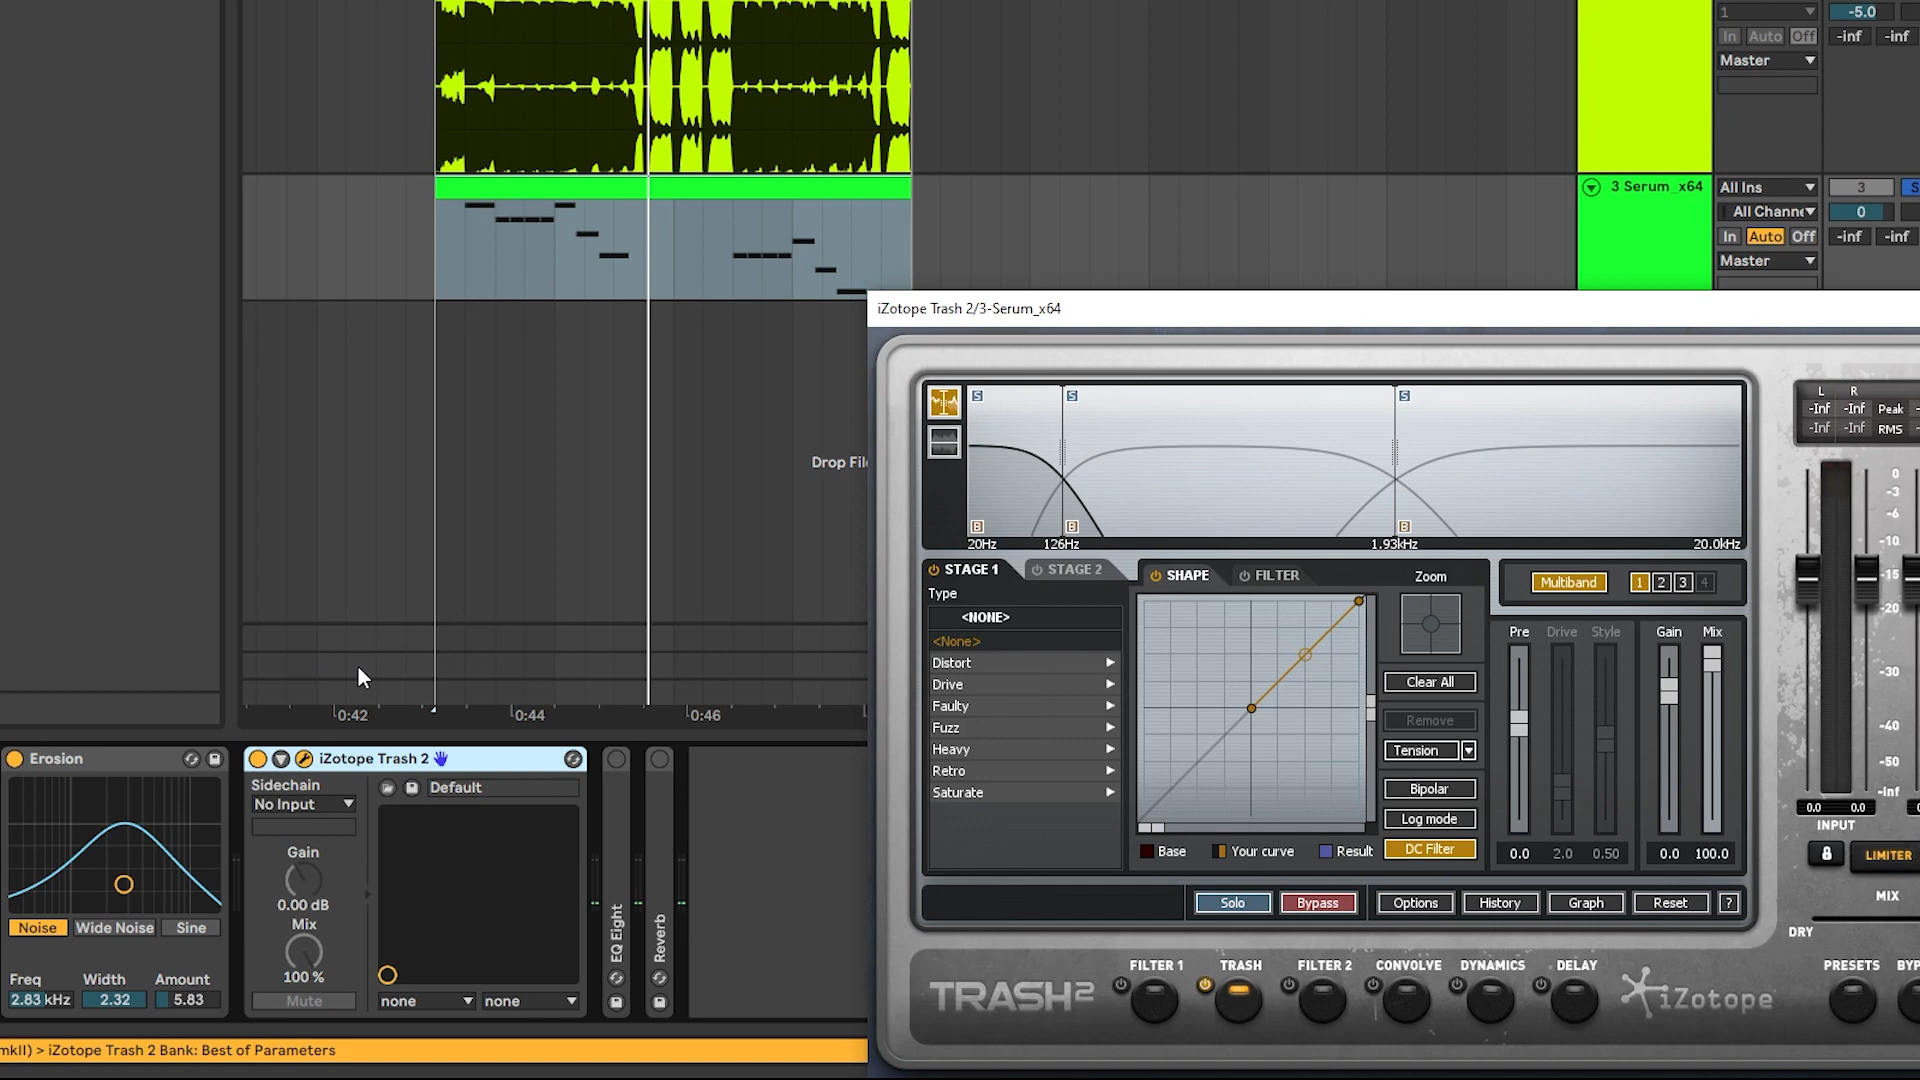 1
-5.0
In Auto Off -inf -inf
Master
3 Serum_x64 All Ins 3 S
All Channe 0
In Auto Off -inf -inf
Master
iZotope Trash 2/3-Serum_x64
L R
-Inf -Inf Peak
-Inf -Inf RMS
S S S
B B B
20Hz 126Hz 1.93kHz 20.0kHz
Drop File
STAGE 1 STAGE 2 SHAPE FILTER Zoom
Multiband 1 2 3 4
Type
<NONE>
<None>
Distort
Drive
Faulty
Fuzz
Heavy
Retro
Saturate
Clear All
Remove
Tension
Bipolar
Log mode
DC Filter
Base Your curve Result
Pre Drive Style Gain Mix
0.0 2.0 0.50 0.0 100.0
0
-3
-6
-10
-15
-20
-30
-40
-50
-Inf
0.0 0.0
INPUT
LIMITER
MIX
DRY
Solo Bypass Options History Graph Reset ?
FILTER 1 TRASH FILTER 2 CONVOLVE DYNAMICS DELAY PRESETS BYP
TRASH2 iZotope
0:42 0:44 0:46
Erosion
Noise Wide Noise Sine
Freq Width Amount
2.83 kHz 2.32 5.83
iZotope Trash 2
Sidechain
No Input
Gain
0.00 dB
Mix
100 %
Mute
Default
none none
EQ Eight
Reverb
mkII) > iZotope Trash 2 Bank: Best of Parameters